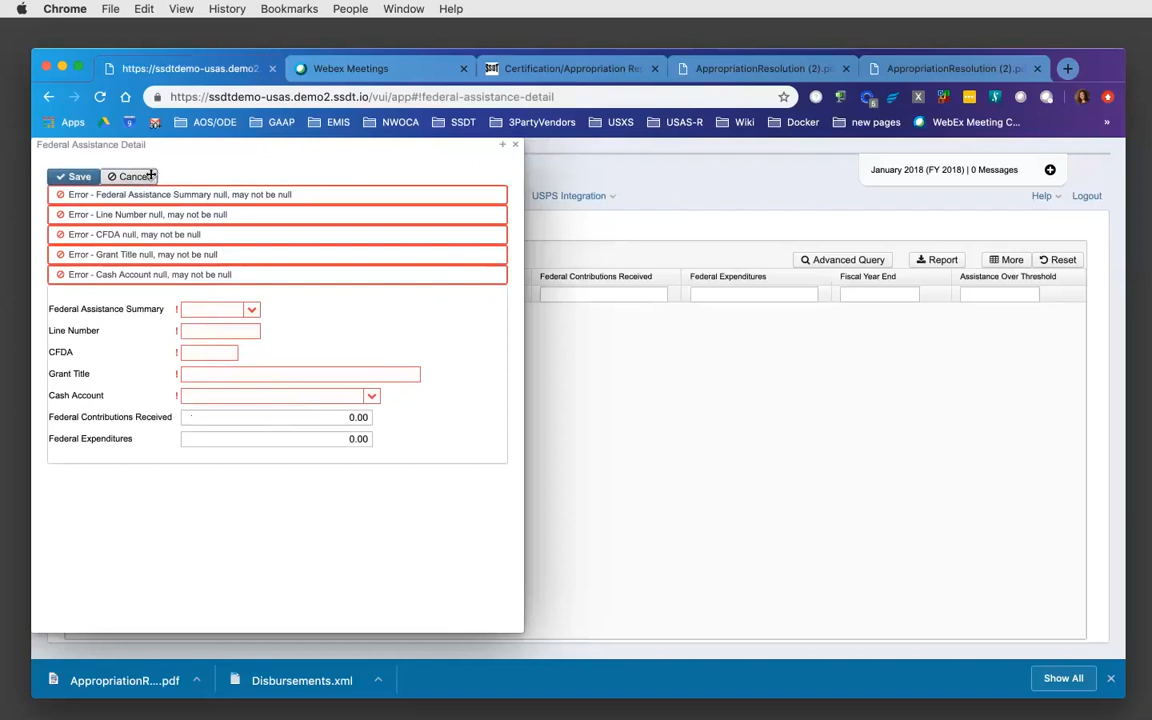 Chrome File Edit View History Bookmarks People Window Help
https://ssdtdemo-usas.demo2. Webex Meetings Certification/Appropriation Re AppropriationResolution (2).p AppropriationResolution (2).pd
https://ssdtdemo-usas.demo2.ssdt.io/vui/app#!federal-assistance-detail
Apps AOS/ODE GAAP EMIS NWOCA SSDT 3PartyVendors USXS USAS-R Wiki Docker new pages WebEx Meeting C... »
Federal Assistance Detail
January 2018 (FY 2018) | 0 Messages
Save Cancel
USPS Integration Help Logout
Error - Federal Assistance Summary null, may not be null
Error - Line Number null, may not be null
Error - CFDA null, may not be null
Error - Grant Title null, may not be null
Error - Cash Account null, may not be null
Advanced Query Report More Reset
Federal Contributions Received Federal Expenditures Fiscal Year End Assistance Over Threshold
Federal Assistance Summary !
Line Number !
CFDA !
Grant Title !
Cash Account !
Federal Contributions Received 0.00
Federal Expenditures 0.00
AppropriationR....pdf Disbursements.xml Show All